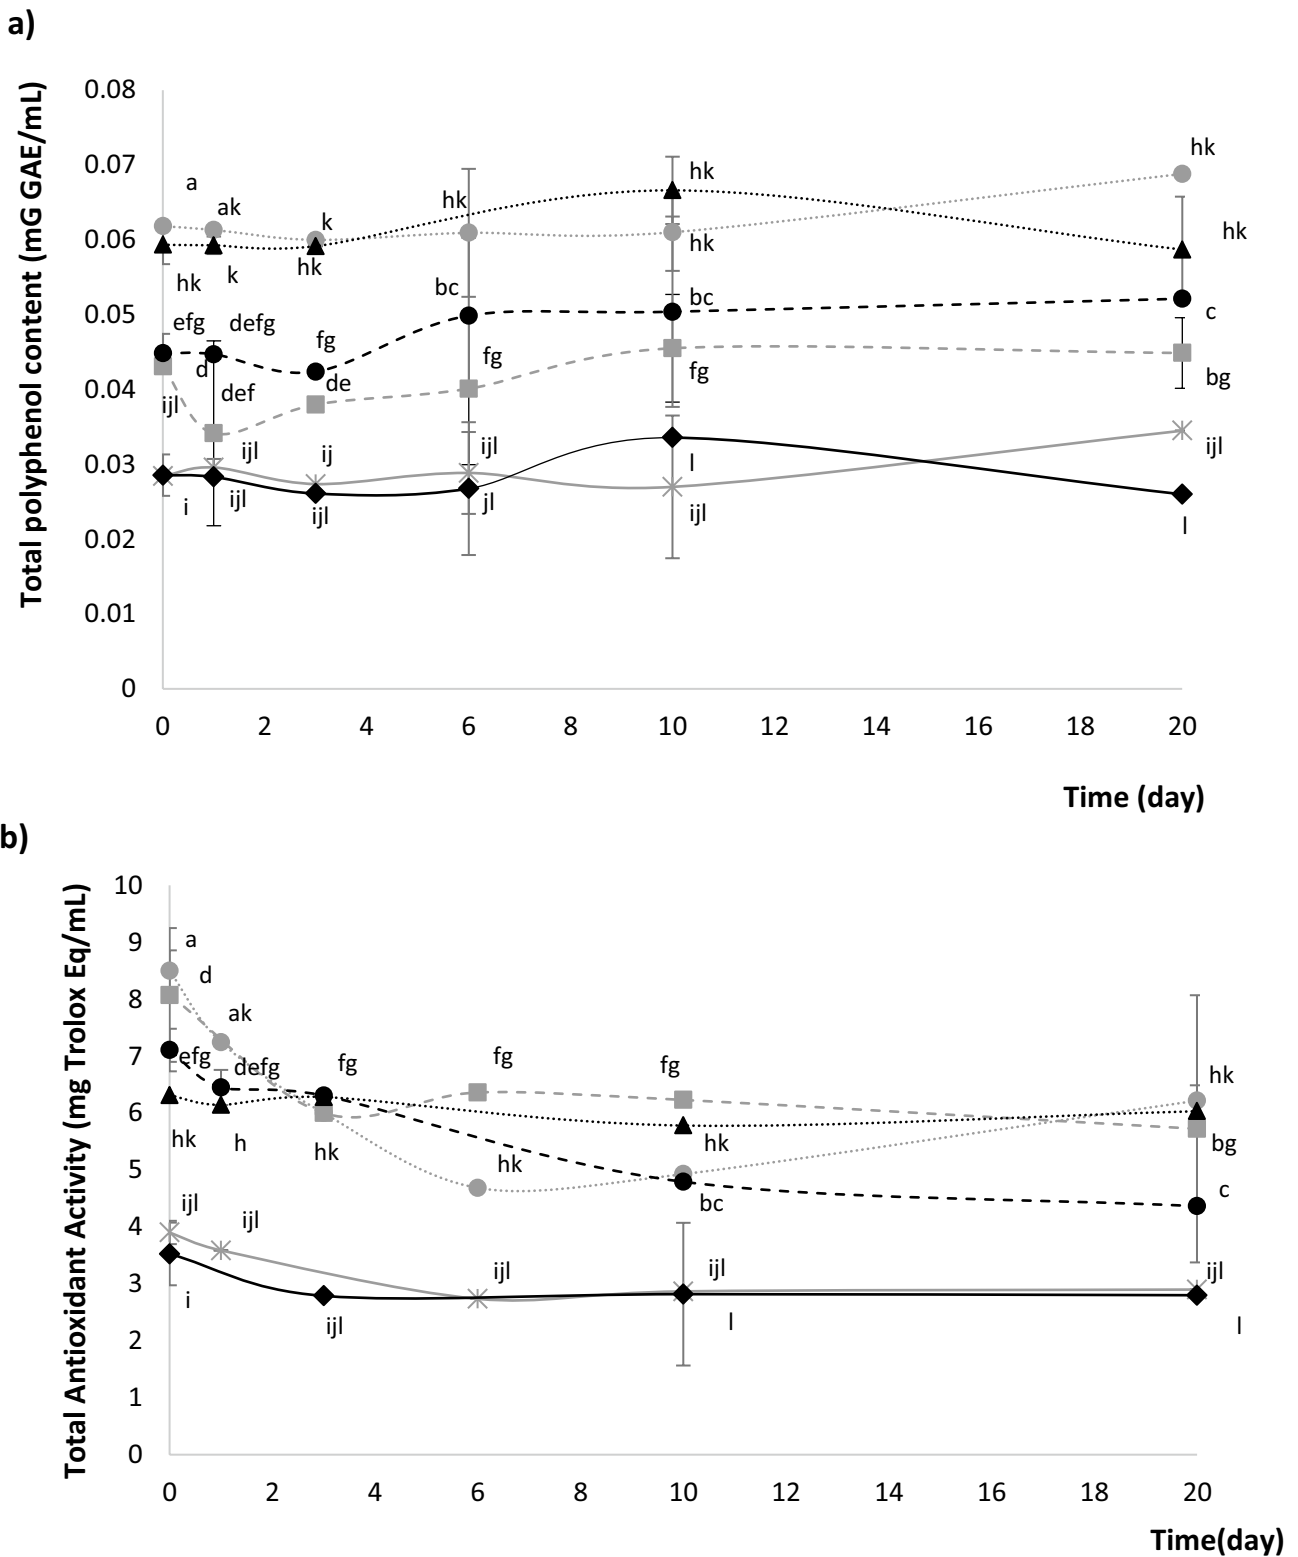 a)
Total polyphenol content (mG GAE/mL)
0.08
0.07
0.06
0.05
0.04
0.03
0.02
0.01
0
a
ak
k
hk
hk
hk
hk
k
hk
hk
hk
efg
defg
fg
bc
bc
c
d
def
de
fg
fg
bg
ijl
ijl
ij
ijl
l
ijl
i
ijl
ijl
jl
ijl
l
0 2 4 6 8 10 12 14 16 18 20
Time (day)
b)
Total Antioxidant Activity (mg Trolox Eq/mL)
10
9
8
7
6
5
4
3
2
1
0
a
d
ak
efg
defg
fg
fg
fg
hk
hk
h
hk
hk
hk
bg
bc
c
ijl
ijl
ijl
ijl
ijl
i
ijl
l
l
0 2 4 6 8 10 12 14 16 18 20
Time(day)